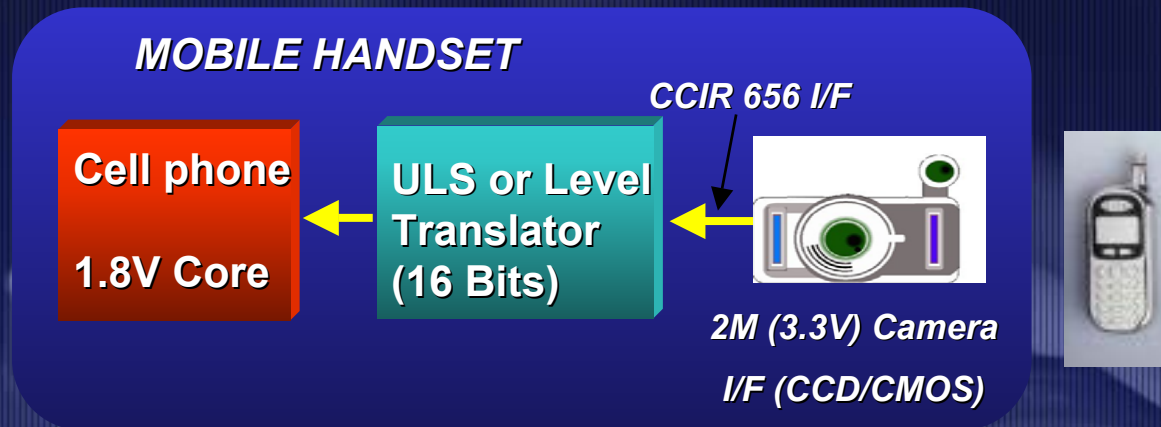 MOBILE HANDSET
CCIR 656 I/F
Cell phone
1.8V Core
ULS or Level
Translator
(16 Bits)
2M (3.3V) Camera
I/F (CCD/CMOS)